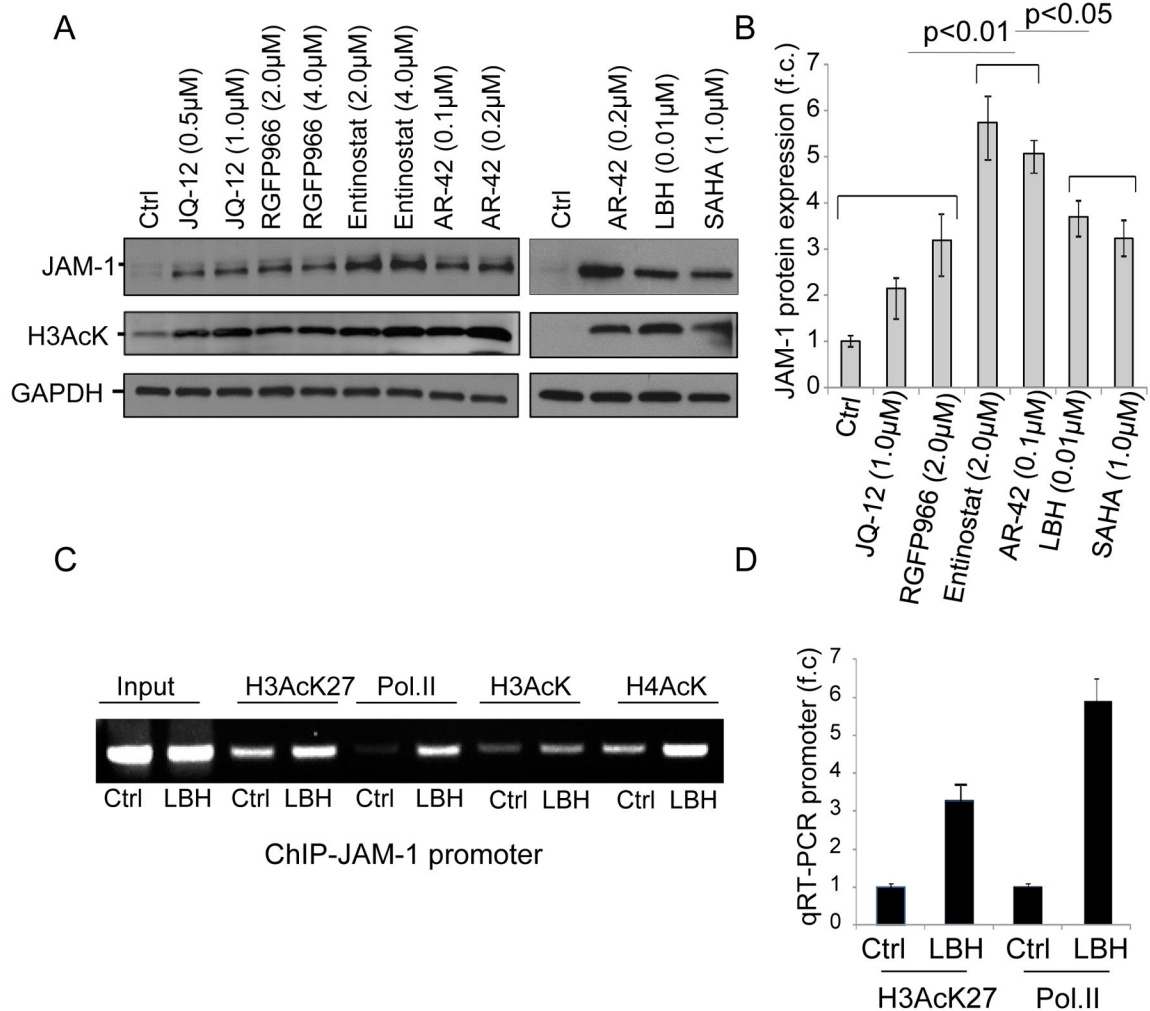 A
Ctrl
JQ-12 (0.5µM)
JQ-12 (1.0µM)
RGFP966 (2.0µM)
RGFP966 (4.0µM)
Entinostat (2.0µM)
Entinostat (4.0µM)
AR-42 (0.1µM)
AR-42 (0.2µM)
Ctrl
AR-42 (0.2µM)
LBH (0.01µM)
SAHA (1.0µM)
JAM-1
H3AcK
GAPDH
B
p<0.01
p<0.05
JAM-1 protein expression (f.c.)
7
6
5
4
3
2
1
0
Ctrl
JQ-12 (1.0µM)
RGFP966 (2.0µM)
Entinostat (2.0µM)
AR-42 (0.1µM)
LBH (0.01µM)
SAHA (1.0µM)
C
Input H3AcK27 Pol.II H3AcK H4AcK
Ctrl LBH Ctrl LBH Ctrl LBH Ctrl LBH Ctrl LBH
ChIP-JAM-1 promoter
D
qRT-PCR promoter (f.c)
7
6
5
4
3
2
1
0
Ctrl LBH Ctrl LBH
H3AcK27 Pol.II